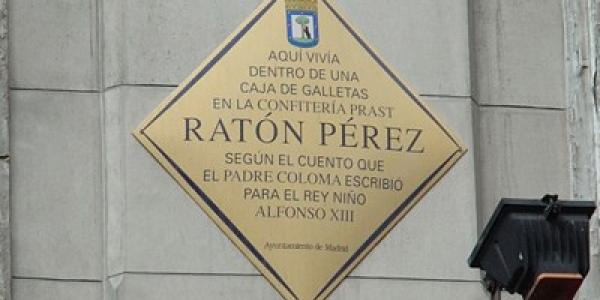 AQUÍ VIVÍA
DENTRO DE UNA
CAJA DE GALLETAS
EN LA CONFITERÍA PRAST
RATÓN PÉREZ
SEGÚN EL CUENTO QUE
EL PADRE COLOMA ESCRIBIÓ
PARA EL REY NIÑO
ALFONSO XIII
Ayuntamiento de Madrid